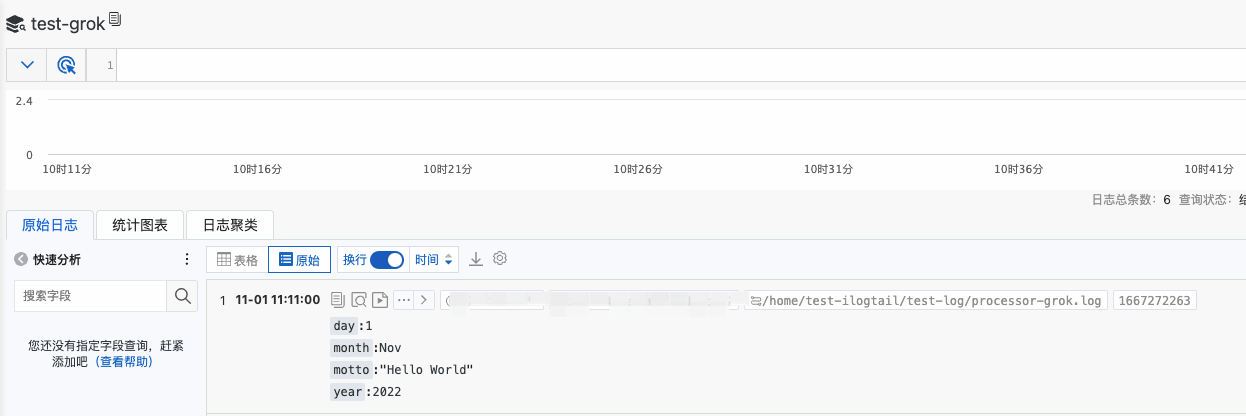 test-grok
1
2.4
0
10时11分 10时16分 10时21分 10时26分 10时31分 10时36分 10时41分
日志总条数：6 查询状态：结
原始日志 统计图表 日志聚类
快速分析
表格 原始 换行 时间
搜索字段
1 11-01 11:11:00 ... /home/test-ilogtail/test-log/processor-grok.log 1667272263
day:1
month:Nov
motto:"Hello World"
year:2022
您还没有指定字段查询，赶紧
添加吧（查看帮助）